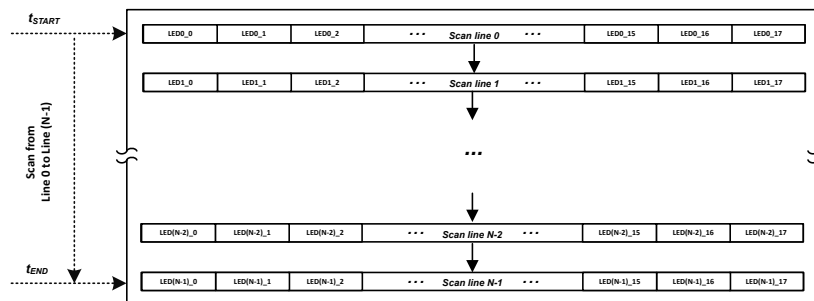 tSTART
LED0_0 LED0_1 LED0_2 ... Scan line 0 ... LED0_15 LED0_16 LED0_17
LED1_0 LED1_1 LED1_2 ... Scan line 1 ... LED1_15 LED1_16 LED1_17
Scan from
Line 0 to Line (N-1)
...
LED(N-2)_0 LED(N-2)_1 LED(N-2)_2 ... Scan line N-2 ... LED(N-2)_15 LED(N-2)_16 LED(N-2)_17
tEND
LED(N-1)_0 LED(N-1)_1 LED(N-1)_2 ... Scan line N-1 ... LED(N-1)_15 LED(N-1)_16 LED(N-1)_17